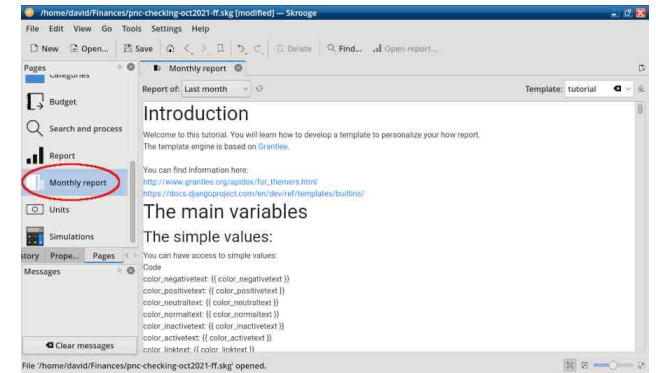 /home/david/Finances/pnc-checking-oct2021-ff.skg [modified] — Skrooge
File Edit View Go Tools Settings Help
New Open... Save Delete Find... Open report...
Pages
Monthly report
Categories
Budget
Search and process
Report
Monthly report
Units
Simulations
story Prope... Pages
Messages
Clear messages
Report of: Last month
Template: tutorial
Introduction
Welcome to this tutorial. You will learn how to develop a template to personalize your how report.
The template engine is based on Grantlee.
You can find information here:
http://www.grantlee.org/apidox/for_themers.html
https://docs.djangoproject.com/en/dev/ref/templates/builtins/
The main variables
The simple values:
You can have access to simple values:
Code
color_negativetext: {{ color_negativetext }}
color_positivetext: {{ color_positivetext }}
color_neutraltext: {{ color_neutraltext }}
color_normaltext: {{ color_normaltext }}
color_inactivetext: {{ color_inactivetext }}
color_activetext: {{ color_activetext }}
color_linktext: {{ color_linktext }}
File '/home/david/Finances/pnc-checking-oct2021-ff.skg' opened.